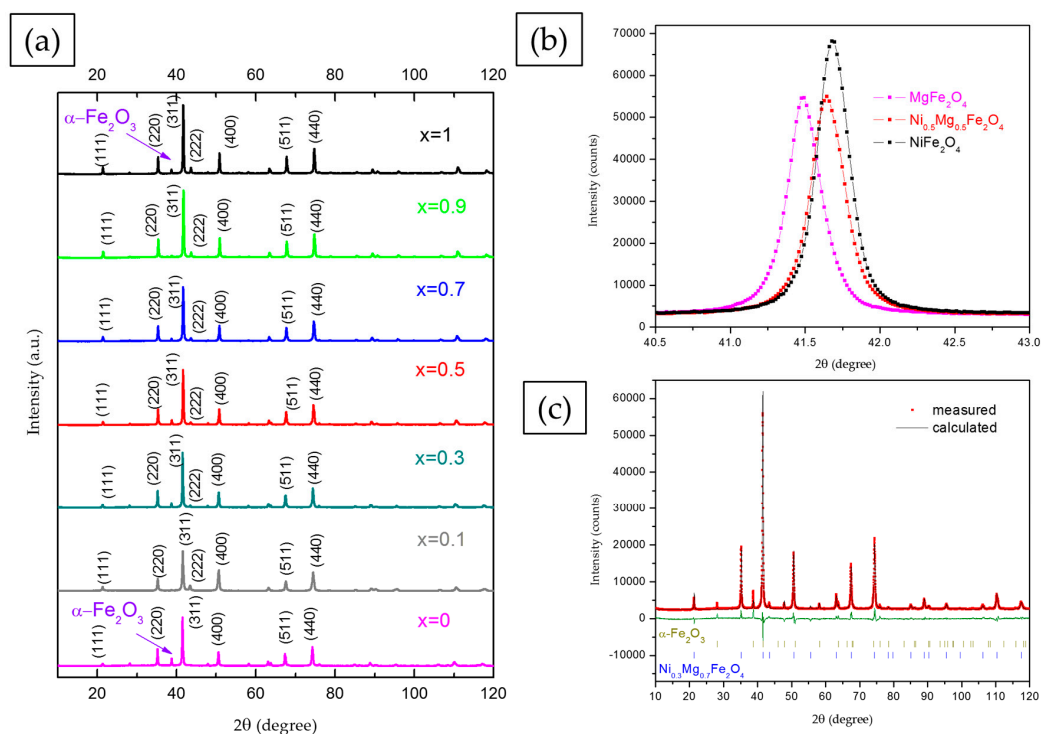 (a)
20 40 60 80 100 120
α−Fe₂O₃
(111) (220) (311) (222) (400) (511) (440) x=1
(111) (220) (311) (222) (400) (511) (440) x=0.9
(111) (220) (311) (222) (400) (511) (440) x=0.7
(111) (220) (311) (222) (400) (511) (440) x=0.5
(111) (220) (311) (222) (400) (511) (440) x=0.3
(111) (220) (311) (222) (400) (511) (440) x=0.1
α−Fe₂O₃
(111) (220) (311) (400) (511) (440) x=0
Intensity (a.u.)
20 40 60 80 100 120
2θ (degree)
(b)
70000
60000
50000
40000
30000
20000
10000
0
Intensity (counts)
MgFe₂O₄
Ni₀.₅Mg₀.₅Fe₂O₄
NiFe₂O₄
40.5 41.0 41.5 42.0 42.5 43.0
2θ (degree)
(c)
60000
50000
40000
30000
20000
10000
0
-10000
Intensity (counts)
measured
calculated
α-Fe₂O₃
Ni₀.₃Mg₀.₇Fe₂O₄
10 20 30 40 50 60 70 80 90 100 110 120
2θ (degree)